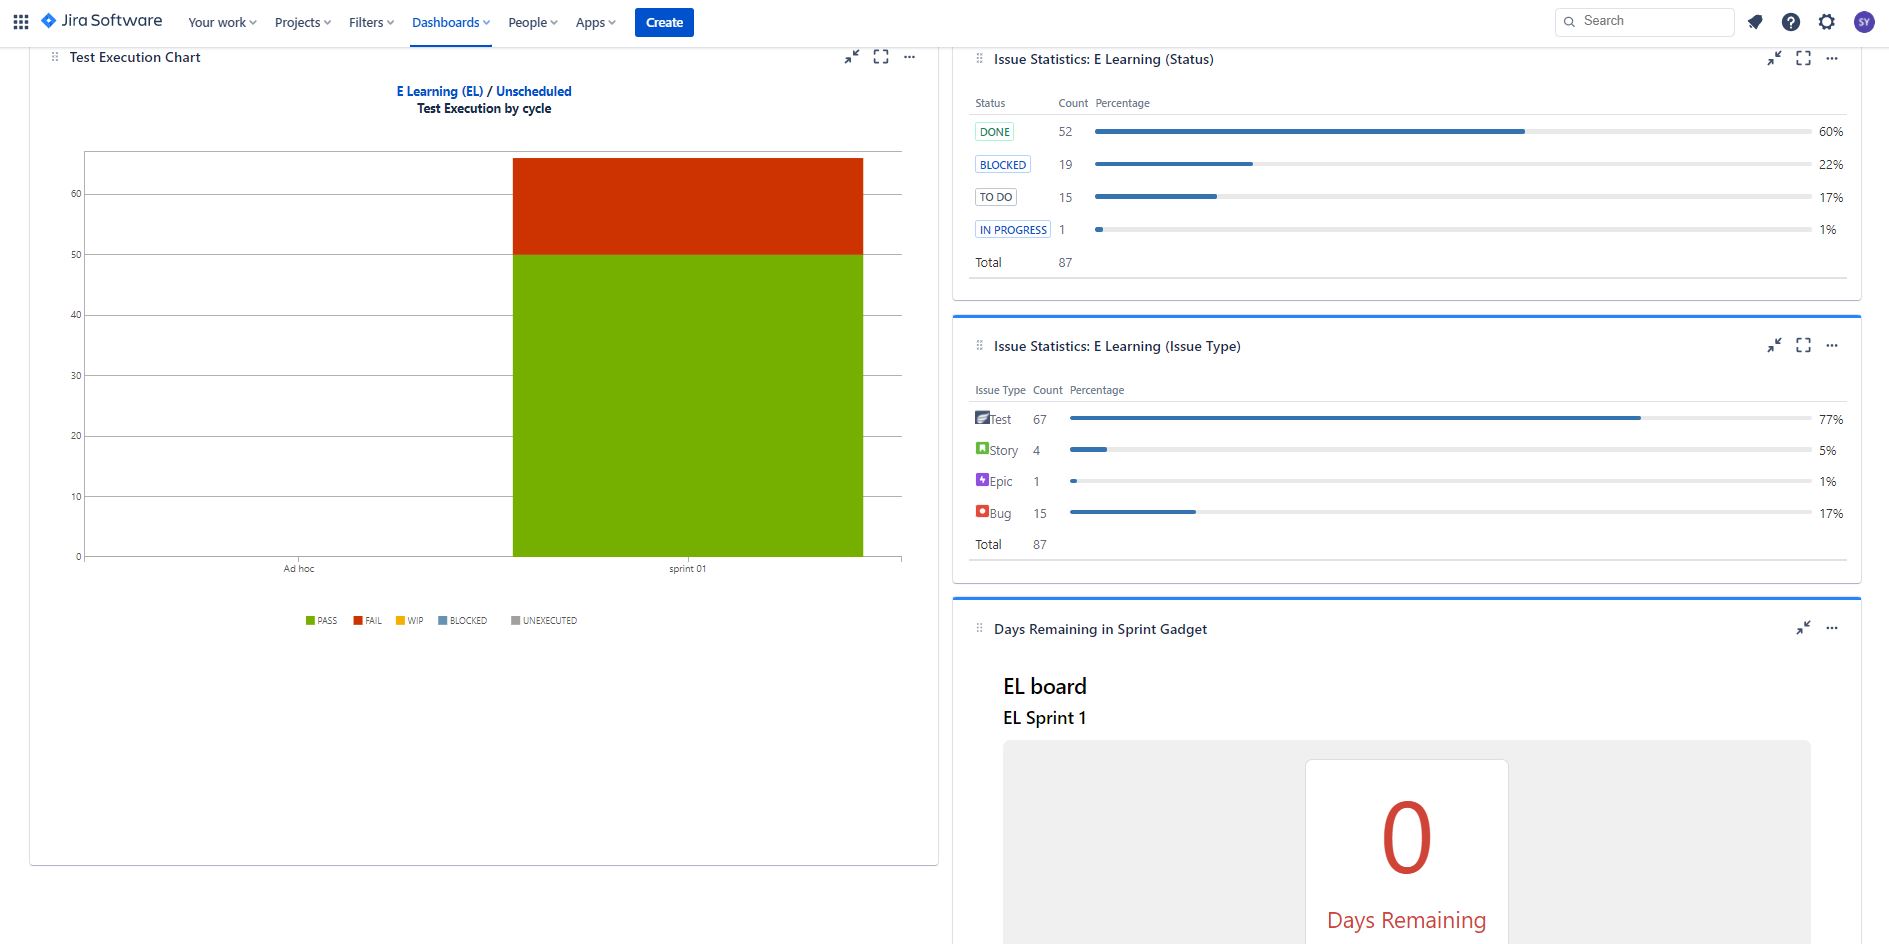 Jira Software Your work Projects Filters Dashboards People Apps Create Search SY
Test Execution Chart
E Learning (EL) / Unscheduled
Test Execution by cycle
60
50
40
30
20
10
0
Ad hoc sprint 01
PASS FAIL WIP BLOCKED UNEXECUTED
Issue Statistics: E Learning (Status)
Status Count Percentage
DONE 52 60%
BLOCKED 19 22%
TO DO 15 17%
IN PROGRESS 1 1%
Total 87
Issue Statistics: E Learning (Issue Type)
Issue Type Count Percentage
Test 67 77%
Story 4 5%
Epic 1 1%
Bug 15 17%
Total 87
Days Remaining in Sprint Gadget
EL board
EL Sprint 1
0
Days Remaining